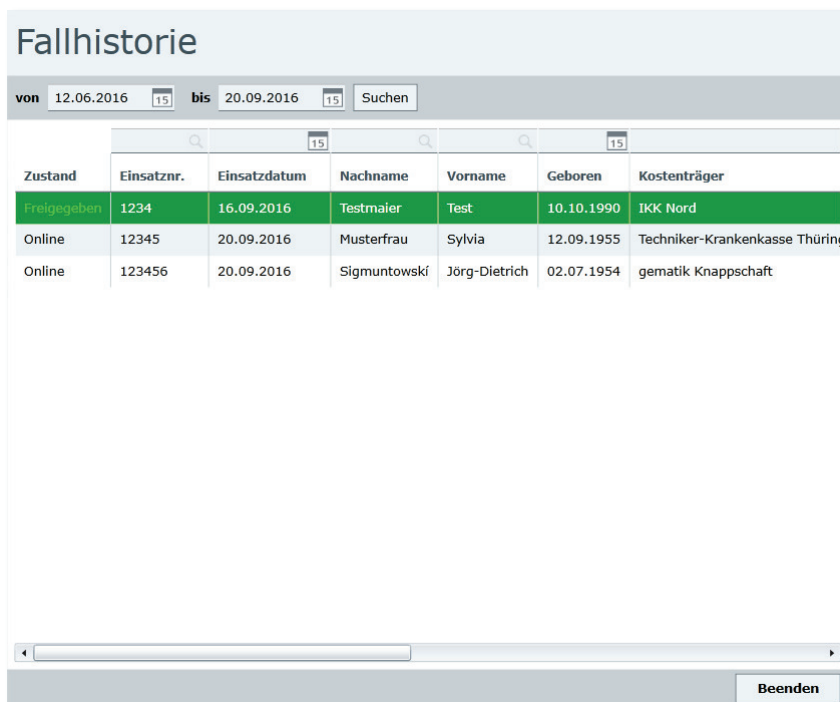 Fallhistorie
von 12.06.2016 15 bis 20.09.2016 15 Suchen
15 15
Zustand Einsatznr. Einsatzdatum Nachname Vorname Geboren Kostenträger
Freigegeben 1234 16.09.2016 Testmaier Test 10.10.1990 IKK Nord
Online 12345 20.09.2016 Musterfrau Sylvia 12.09.1955 Techniker-Krankenkasse Thüring
Online 123456 20.09.2016 Sigmuntowskí Jörg-Dietrich 02.07.1954 gematik Knappschaft
Beenden